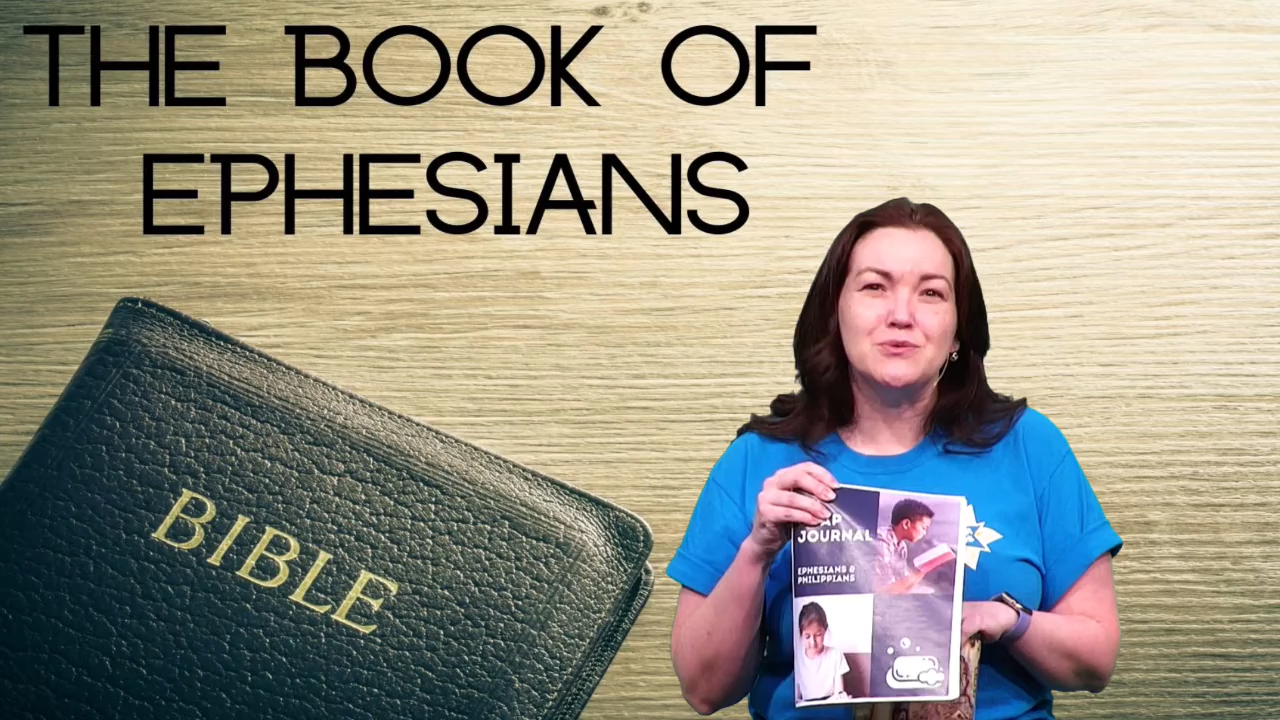 THE BOOK OF
EPHESIANS
BIBLE
JOURNAL
EPHESIANS &
PHILIPPIANS